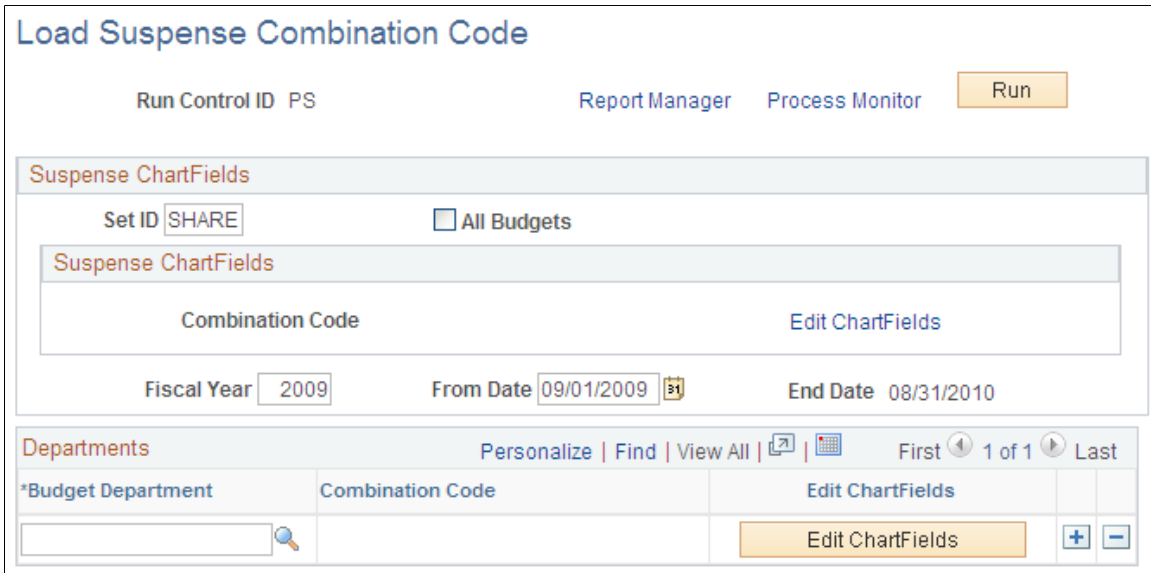 Load Suspense Combination Code
Run Control ID PS Report Manager Process Monitor Run
Suspense ChartFields
Set ID SHARE All Budgets
Suspense ChartFields
Combination Code Edit ChartFields
Fiscal Year 2009 From Date 09/01/2009 31 End Date 08/31/2010
Departments Personalize | Find | View All | | First 1 of 1 Last
*Budget Department Combination Code Edit ChartFields
Edit ChartFields